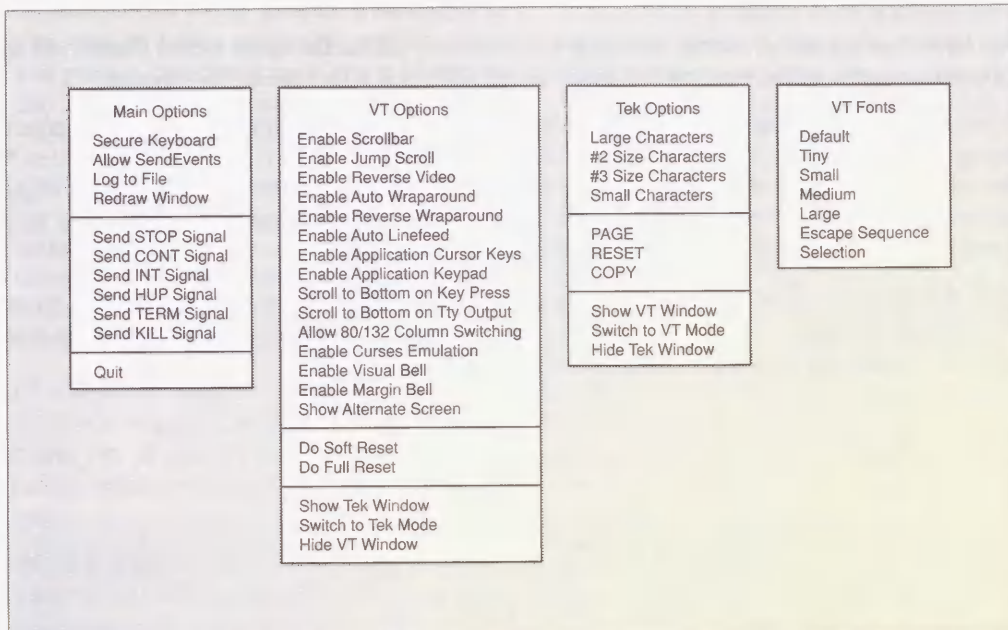 Main Options
Secure Keyboard
Allow SendEvents
Log to File
Redraw Window
Send STOP Signal
Send CONT Signal
Send INT Signal
Send HUP Signal
Send TERM Signal
Send KILL Signal
Quit
VT Options
Enable Scrollbar
Enable Jump Scroll
Enable Reverse Video
Enable Auto Wraparound
Enable Reverse Wraparound
Enable Auto Linefeed
Enable Application Cursor Keys
Enable Application Keypad
Scroll to Bottom on Key Press
Scroll to Bottom on Tty Output
Allow 80/132 Column Switching
Enable Curses Emulation
Enable Visual Bell
Enable Margin Bell
Show Alternate Screen
Do Soft Reset
Do Full Reset
Show Tek Window
Switch to Tek Mode
Hide VT Window
Tek Options
Large Characters
#2 Size Characters
#3 Size Characters
Small Characters
PAGE
RESET
COPY
Show VT Window
Switch to VT Mode
Hide Tek Window
VT Fonts
Default
Tiny
Small
Medium
Large
Escape Sequence
Selection